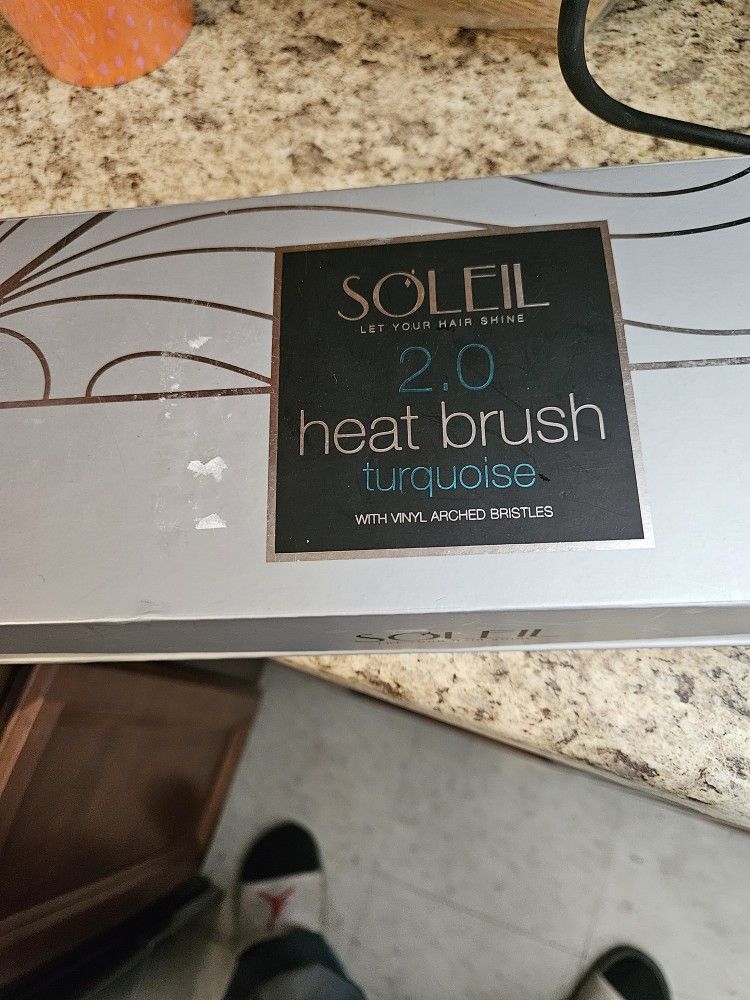 SOLEIL
LET YOUR HAIR SHINE
2.0
heat brush
turquoise
WITH VINYL ARCHED BRISTLES
SOLEIL